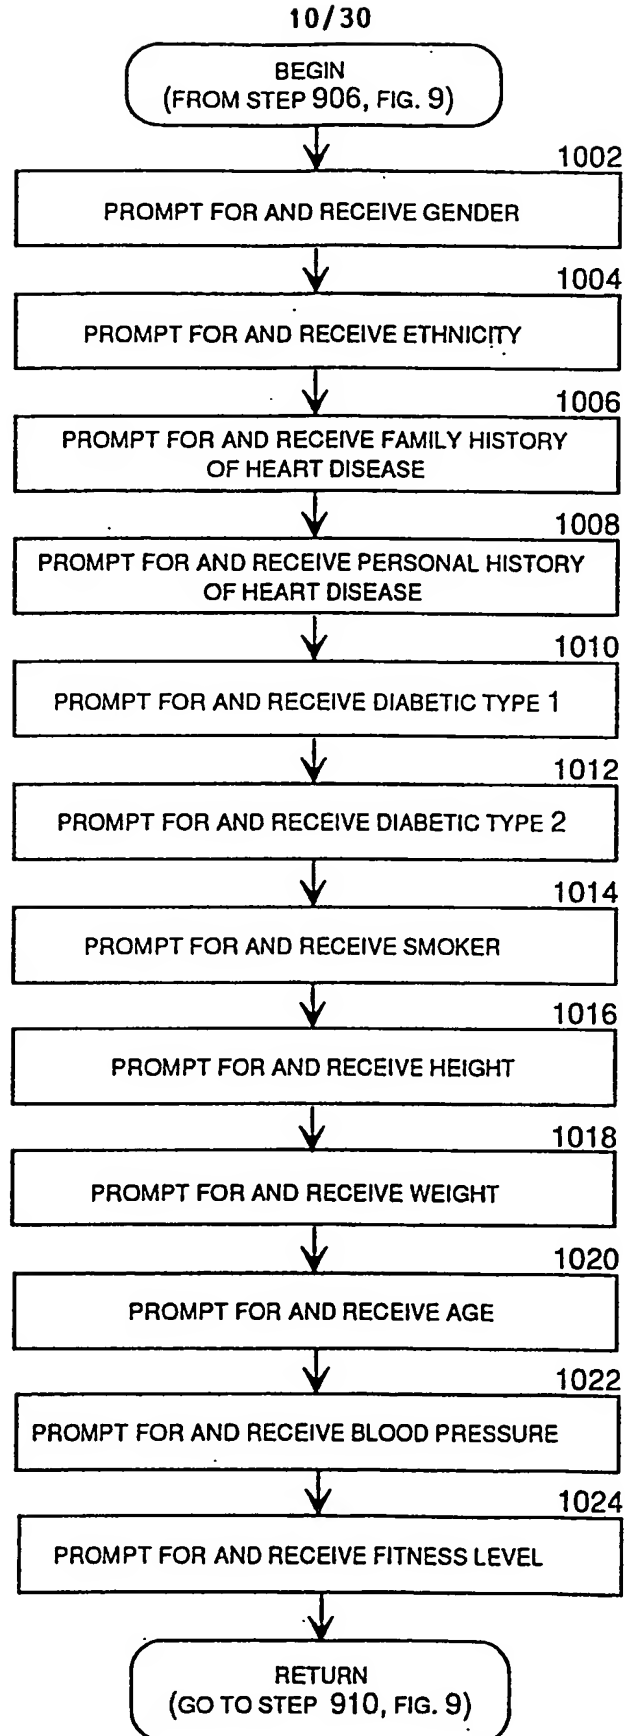 10/30
BEGIN
(FROM STEP 906, FIG. 9)
1002
PROMPT FOR AND RECEIVE GENDER
1004
PROMPT FOR AND RECEIVE ETHNICITY
1006
PROMPT FOR AND RECEIVE FAMILY HISTORY
OF HEART DISEASE
1008
PROMPT FOR AND RECEIVE PERSONAL HISTORY
OF HEART DISEASE
1010
PROMPT FOR AND RECEIVE DIABETIC TYPE 1
1012
PROMPT FOR AND RECEIVE DIABETIC TYPE 2
1014
PROMPT FOR AND RECEIVE SMOKER
1016
PROMPT FOR AND RECEIVE HEIGHT
1018
PROMPT FOR AND RECEIVE WEIGHT
1020
PROMPT FOR AND RECEIVE AGE
1022
PROMPT FOR AND RECEIVE BLOOD PRESSURE
1024
PROMPT FOR AND RECEIVE FITNESS LEVEL
RETURN
(GO TO STEP 910, FIG. 9)